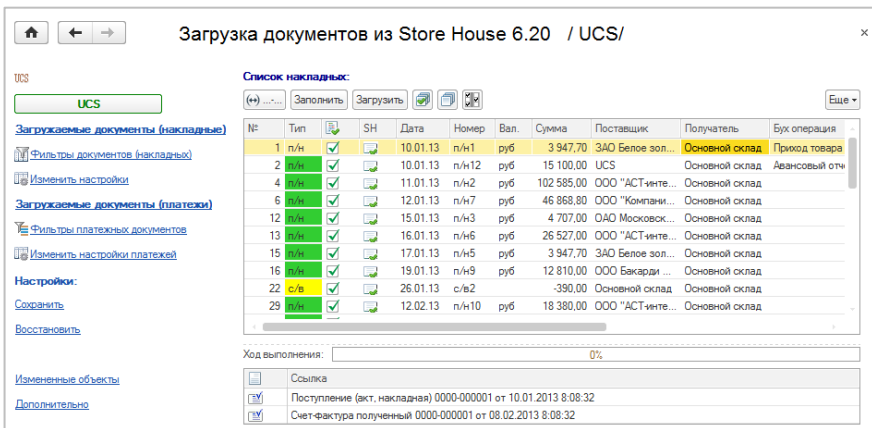 Загрузка документов из Store House 6.20 / UCS/
UCS
UCS
Загружаемые документы (накладные)
Фильтры документов (накладных)
Изменить настройки
Загружаемые документы (платежи)
Фильтры платежных документов
Изменить настройки платежей
Настройки:
Сохранить
Восстановить
Измененные объекты
Дополнительно
Список накладных:
(↔) ...-... Заполнить Загрузить Еще
№ Тип SH Дата Номер Вал. Сумма Поставщик Получатель Бух операция
1 п/н 10.01.13 п/н1 руб 3 947,70 ЗАО Белое зол... Основной склад Приход товара
2 п/н 10.01.13 п/н12 руб 15 100,00 UCS Основной склад Авансовый отч
4 п/н 11.01.13 п/н2 руб 102 585,00 ООО "АСТ-инте... Основной склад
6 п/н 12.01.13 п/н7 руб 46 868,80 ООО "Компани... Основной склад
12 п/н 15.01.13 п/н3 руб 4 707,00 ОАО Московск... Основной склад
13 п/н 16.01.13 п/н6 руб 26 527,00 ООО "АСТ-инте... Основной склад
15 п/н 17.01.13 п/н5 руб 3 947,70 ЗАО Белое зол... Основной склад
16 п/н 19.01.13 п/н9 руб 12 810,00 ООО Бакарди ... Основной склад
22 с/в 26.01.13 с/в2 -390,00 Основной склад Основной склад
29 п/н 12.02.13 п/н10 руб 18 380,00 ООО "АСТ-инте... Основной склад
Ход выполнения: 0%
Ссылка
Поступление (акт, накладная) 0000-000001 от 10.01.2013 8:08:32
Счет-фактура полученный 0000-000001 от 08.02.2013 8:08:32